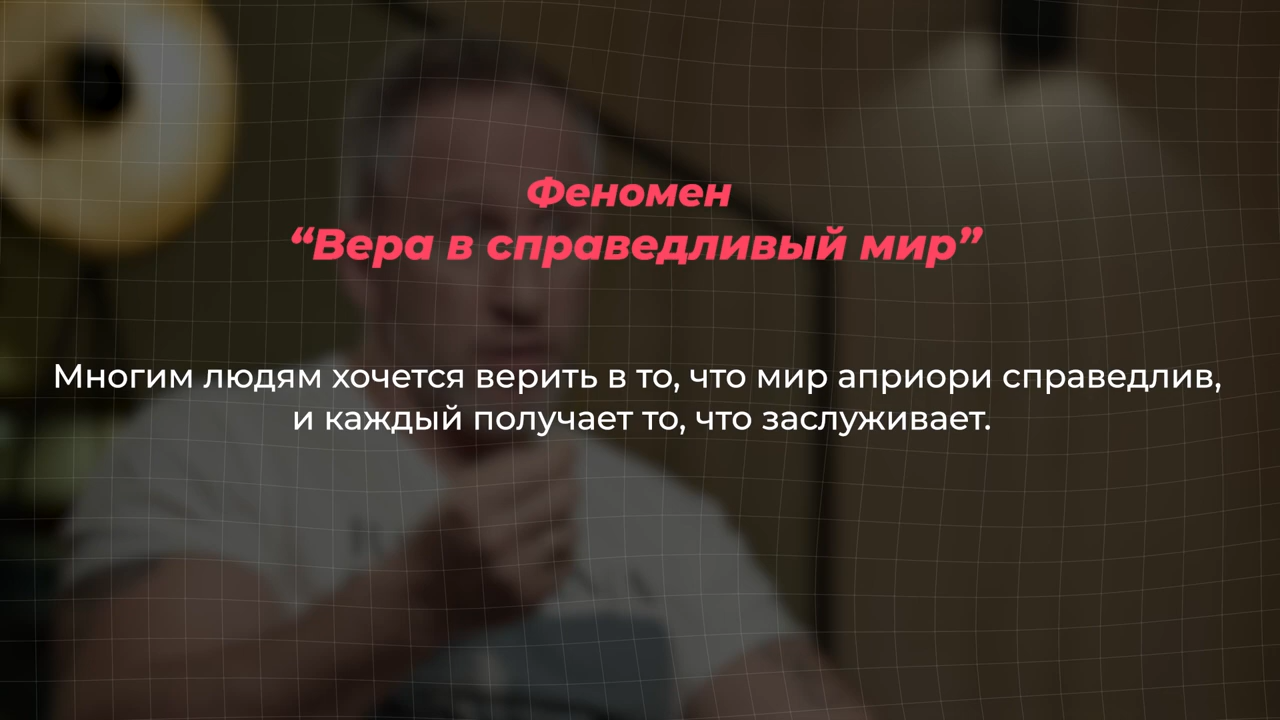 Феномен
“Вера в справедливый мир”
Многим людям хочется верить в то, что мир априори справедлив,
и каждый получает то, что заслуживает.